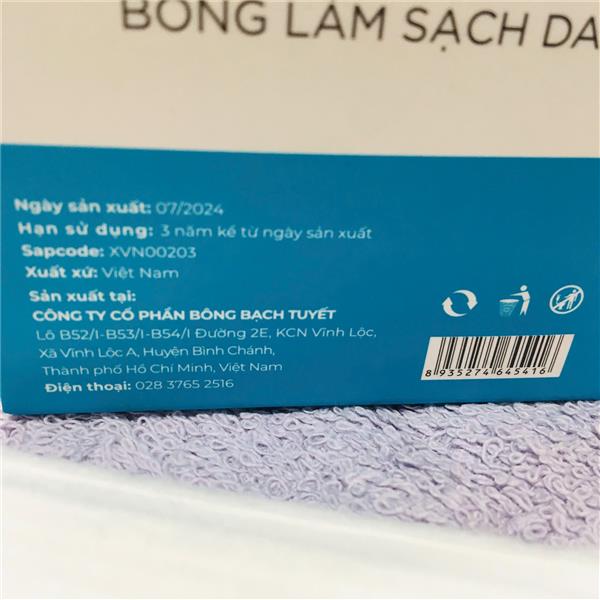 BÔNG LÀM SẠCH DA
Ngày sản xuất: 07/2024
Hạn sử dụng: 3 năm kể từ ngày sản xuất
Sapcode: XVN00203
Xuất xứ: Việt Nam
Sản xuất tại:
CÔNG TY CỔ PHẦN BÔNG BẠCH TUYẾT
Lô B52/I-B53/I-B54/I Đường 2E, KCN Vĩnh Lộc,
Xã Vĩnh Lộc A, Huyện Bình Chánh,
Thành phố Hồ Chí Minh, Việt Nam
Điện thoại: 028 3765 2516
8 935274 645416